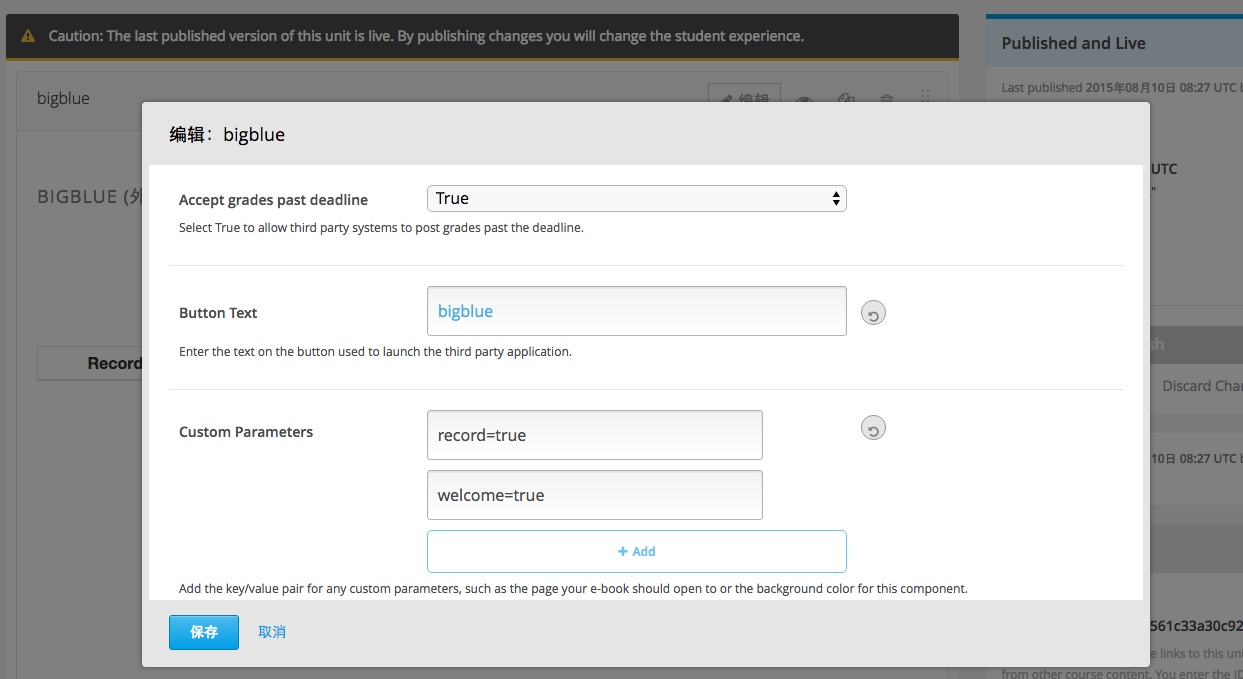 Caution: The last published version of this unit is live. By publishing changes you will change the student experience.
Published and Live
bigblue
编辑
Last published 2015年08月10日 08:27 UTC
编辑：bigblue
UTC
BIGBLUE (外
Accept grades past deadline
True
Select True to allow third party systems to post grades past the deadline.
Button Text
bigblue
Enter the text on the button used to launch the third party application.
Record
Discard Cha
Custom Parameters
record=true
10日 08:27 UTC
welcome=true
+ Add
Add the key/value pair for any custom parameters, such as the page your e-book should open to or the background color for this component.
保存
取消
561c33a30c92
e links to this uni
from other course content. You enter the ID